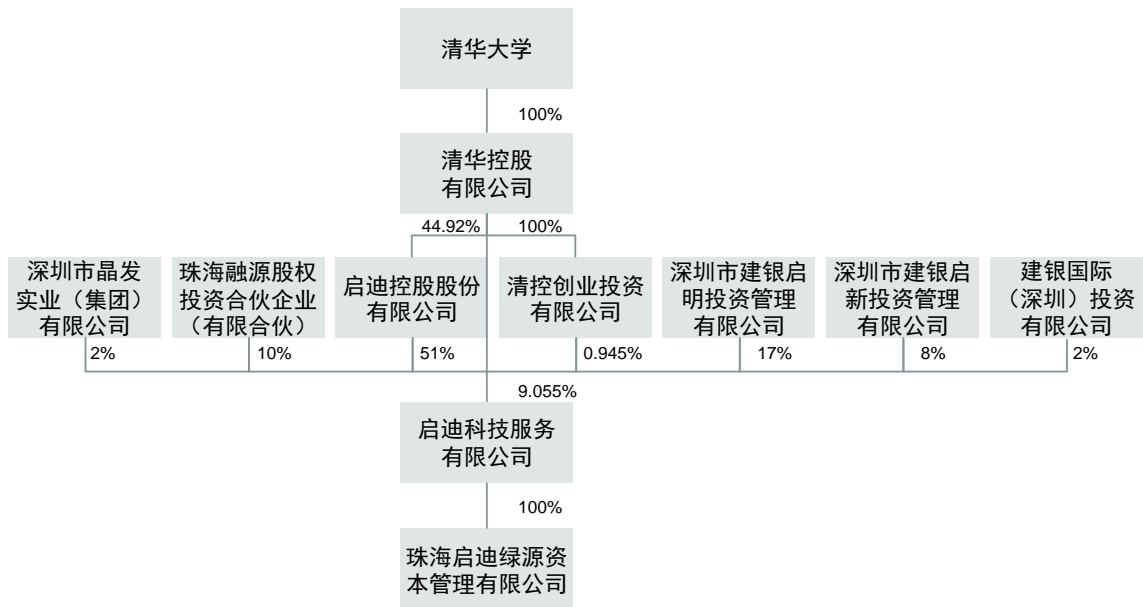 清华大学
100%
清华控股
有限公司
44.92%
100%
深圳市晶发
实业（集团）
有限公司
珠海融源股权
投资合伙企业
（有限合伙）
启迪控股股份
有限公司
清控创业投资
有限公司
深圳市建银启
明投资管理
有限公司
深圳市建银启
新投资管理
有限公司
建银国际
（深圳）投资
有限公司
2%
10%
51%
0.945%
17%
8%
2%
9.055%
启迪科技服务
有限公司
100%
珠海启迪绿源资
本管理有限公司